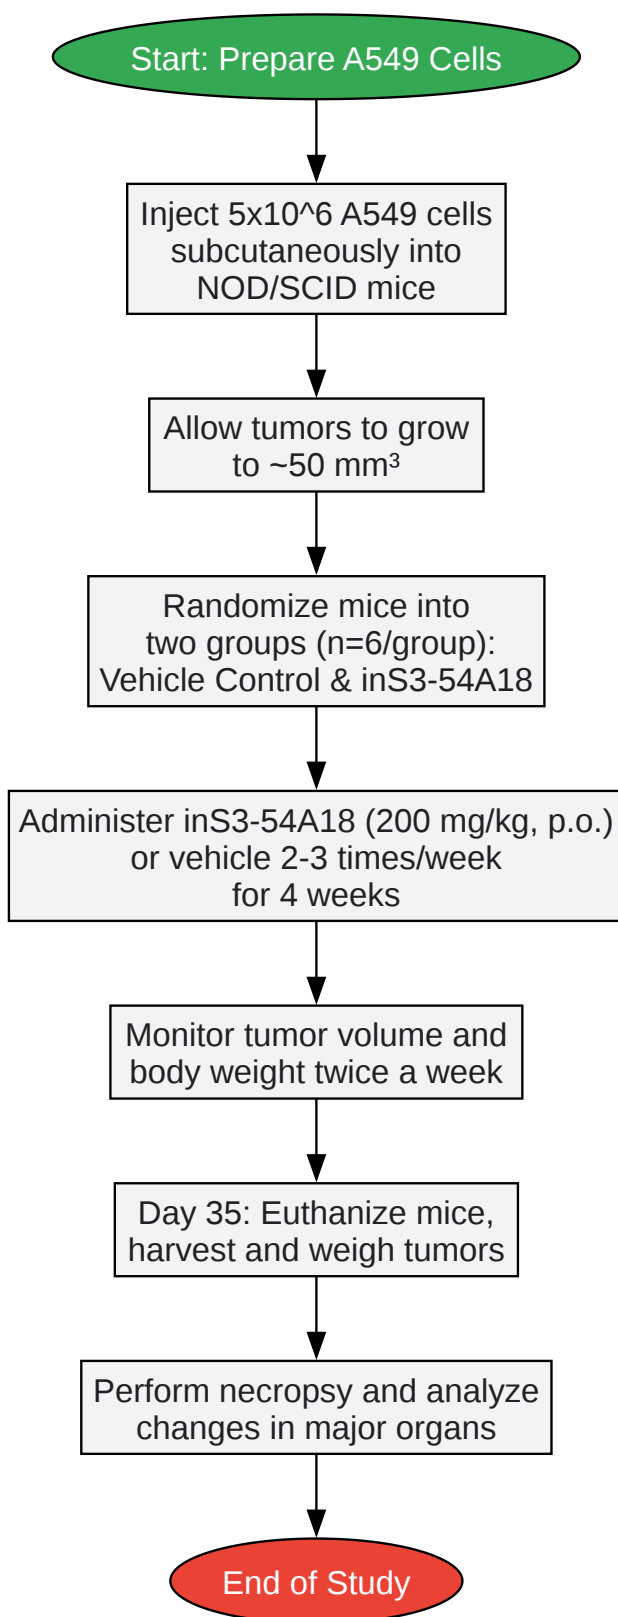 Start: Prepare A549 Cells
Inject 5x10^6 A549 cells
subcutaneously into
NOD/SCID mice
Allow tumors to grow
to ~50 mm³
Randomize mice into
two groups (n=6/group):
Vehicle Control & inS3-54A18
Administer inS3-54A18 (200 mg/kg, p.o.)
or vehicle 2-3 times/week
for 4 weeks
Monitor tumor volume and
body weight twice a week
Day 35: Euthanize mice,
harvest and weigh tumors
Perform necropsy and analyze
changes in major organs
End of Study